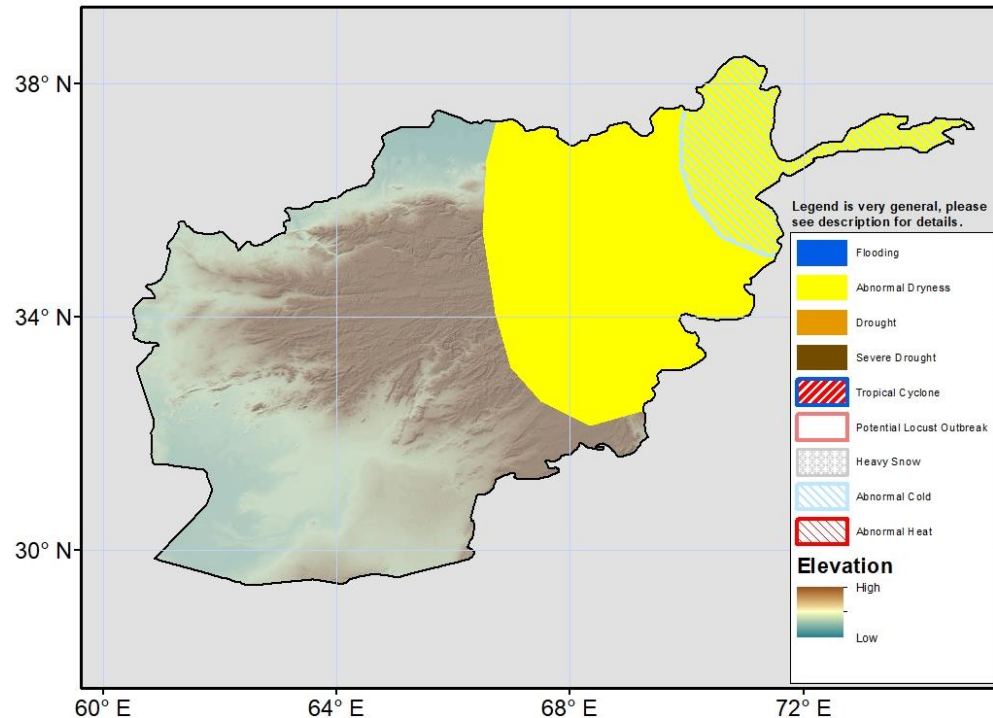 38° N
34° N
30° N
60° E
64° E
68° E
72° E
Legend is very general, please
see description for details.
Flooding
Abnormal Dryness
Drought
Severe Drought
Tropical Cyclone
Potential Locust Outbreak
Heavy Snow
Abnormal Cold
Abnormal Heat
Elevation
High
Low